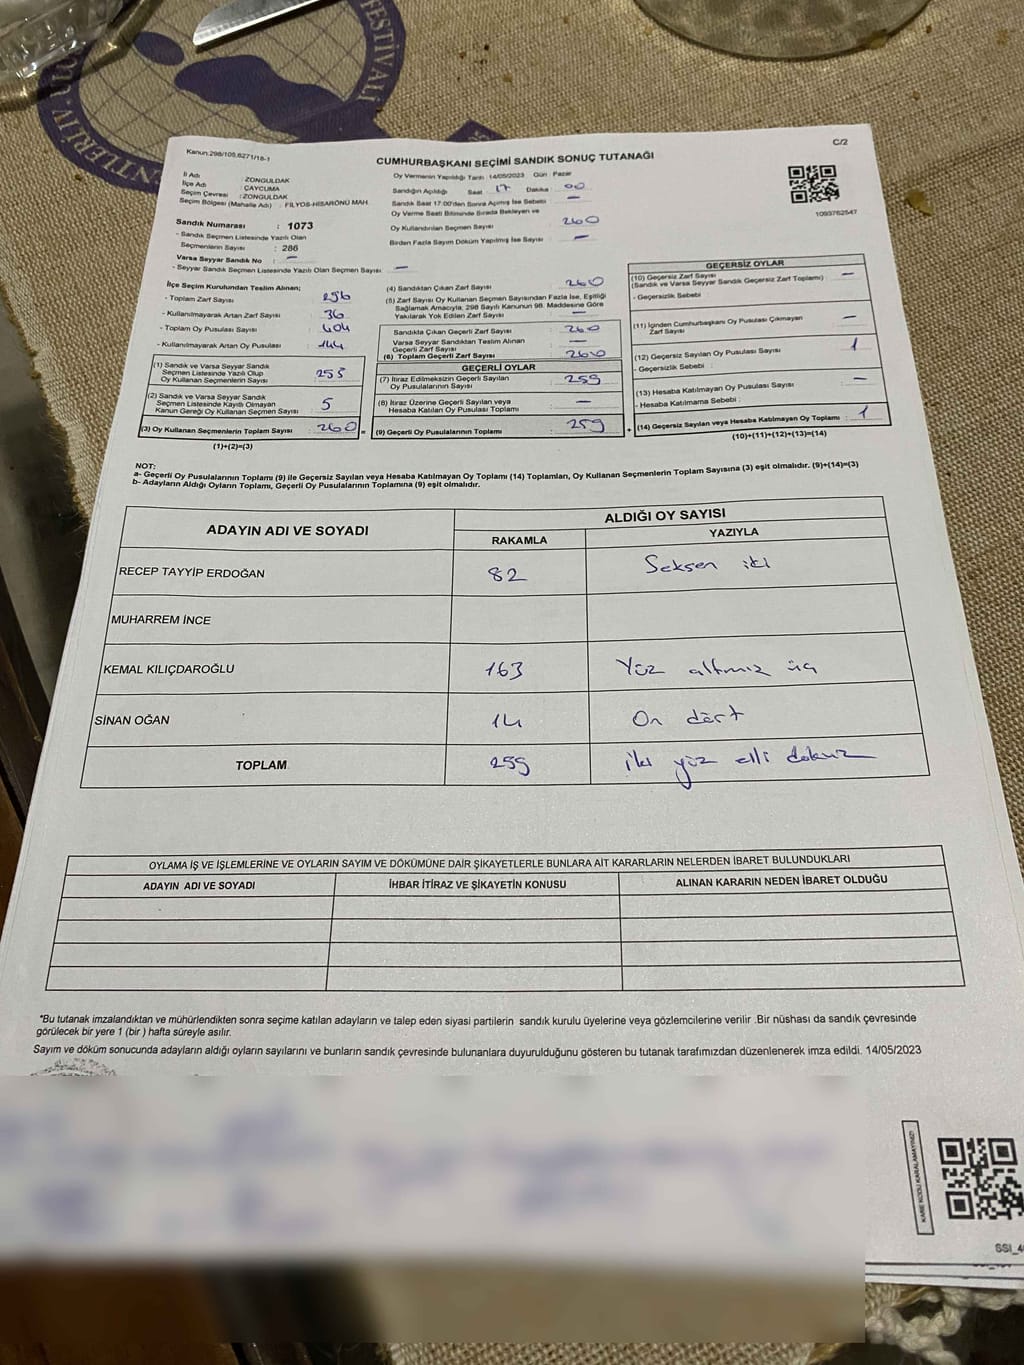 FESTİVALİ
ENTLERİ.IV
Kanun:298/105,6271/18-1
C/2
CUMHURBAŞKANI SEÇİMİ SANDIK SONUÇ TUTANAĞI
İl Adı : ZONGULDAK
İlçe Adı : ÇAYCUMA
Seçim Çevresi : ZONGULDAK
Seçim Bölgesi (Mahalle Adı) : FİLYOS-HİSARÖNÜ MAH.
Oy Vermenin Yapıldığı Tarih :14/05/2023 Gün : Pazar
Sandığın Açıldığı Saat : 17 Dakika : 00
Sandık Saat 17:00'den Sonra Açılmış İse Sebebi : —
Oy Verme Saati Bitiminde Sırada Bekleyen ve
Oy Kullandırılan Seçmen Sayısı : 260
Birden Fazla Sayım Döküm Yapılmış İse Sayısı : —
1093762547
Sandık Numarası : 1073
- Sandık Seçmen Listesinde Yazılı Olan
Seçmenlerin Sayısı : 286
Varsa Seyyar Sandık No : —
- Seyyar Sandık Seçmen Listesinde Yazılı Olan Seçmen Sayısı : —
İlçe Seçim Kurulundan Teslim Alınan;
- Toplam Zarf Sayısı : 296
- Kullanılmayarak Artan Zarf Sayısı : 36
- Toplam Oy Pusulası Sayısı : 404
- Kullanılmayarak Artan Oy Pusulası : 144
(1) Sandık ve Varsa Seyyar Sandık
Seçmen Listesinde Yazılı Olup
Oy Kullanan Seçmenlerin Sayısı : 255
(2) Sandık ve Varsa Seyyar Sandık
Seçmen Listesinde Kayıtlı Olmayan
Kanun Gereği Oy Kullanan Seçmen Sayısı : 5
(3) Oy Kullanan Seçmenlerin Toplam Sayısı : 260 =
(1)+(2)=(3)
(4) Sandıktan Çıkan Zarf Sayısı : 260
(5) Zarf Sayısı Oy Kullanan Seçmen Sayısından Fazla İse, Eşitliği
Sağlamak Amacıyla, 298 Sayılı Kanunun 98. Maddesine Göre
Yakılarak Yok Edilen Zarf Sayısı : —
Sandıkta Çıkan Geçerli Zarf Sayısı : 260
Varsa Seyyar Sandıktan Teslim Alınan
Geçerli Zarf Sayısı : —
(6) Toplam Geçerli Zarf Sayısı : 260
GEÇERLİ OYLAR
(7) İtiraz Edilmeksizin Geçerli Sayılan
Oy Pusulalarının Sayısı : 259
(8) İtiraz Üzerine Geçerli Sayılan veya
Hesaba Katılan Oy Pusulası Toplamı : —
(9) Geçerli Oy Pusulalarının Toplamı : 259 +
GEÇERSİZ OYLAR
(10) Geçersiz Zarf Sayısı : —
(Sandık ve Varsa Seyyar Sandık Geçersiz Zarf Toplamı)
- Geçersizlik Sebebi
(11) İçinden Cumhurbaşkanı Oy Pusulası Çıkmayan
Zarf Sayısı : —
(12) Geçersiz Sayılan Oy Pusulası Sayısı : 1
- Geçersizlik Sebebi :
(13) Hesaba Katılmayan Oy Pusulası Sayısı : —
- Hesaba Katılmama Sebebi :
(14) Geçersiz Sayılan veya Hesaba Katılmayan Oy Toplamı : 1
(10)+(11)+(12)+(13)=(14)
NOT:
a- Geçerli Oy Pusulalarının Toplamı (9) ile Geçersiz Sayılan veya Hesaba Katılmayan Oy Toplamı (14) Toplamları, Oy Kullanan Seçmenlerin Toplam Sayısına (3) eşit olmalıdır. (9)+(14)=(3)
b- Adayların Aldığı Oyların Toplamı, Geçerli Oy Pusulalarının Toplamına (9) eşit olmalıdır.
ADAYIN ADI VE SOYADI
ALDIĞI OY SAYISI
RAKAMLA YAZIYLA
RECEP TAYYİP ERDOĞAN 82 Seksen iki
MUHARREM İNCE
KEMAL KILIÇDAROĞLU 163 Yüz altmız üç
SİNAN OĞAN 14 On dört
TOPLAM 259 iki yüz elli dokuz
OYLAMA İŞ VE İŞLEMLERİNE VE OYLARIN SAYIM VE DÖKÜMÜNE DAİR ŞİKAYETLERLE BUNLARA AİT KARARLARIN NELERDEN İBARET BULUNDUKLARI
ADAYIN ADI VE SOYADI İHBAR İTİRAZ VE ŞİKAYETİN KONUSU ALINAN KARARIN NEDEN İBARET OLDUĞU
*Bu tutanak imzalandıktan ve mühürlendikten sonra seçime katılan adayların ve talep eden siyasi partilerin sandık kurulu üyelerine veya gözlemcilerine verilir .Bir nüshası da sandık çevresinde
görülecek bir yere 1 (bir ) hafta süreyle asılır.
Sayım ve döküm sonucunda adayların aldığı oyların sayılarını ve bunların sandık çevresinde bulunanlara duyurulduğunu gösteren bu tutanak tarafımızdan düzenlenerek imza edildi. 14/05/2023
KARE KODU KARALAMAYINIZ!